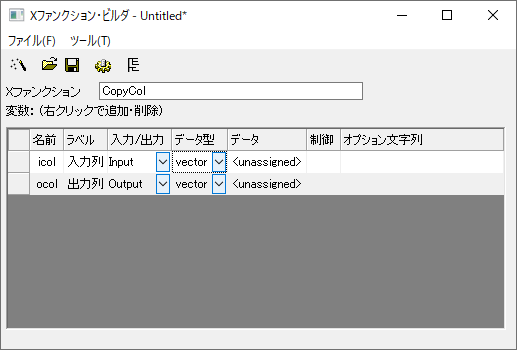 Xファンクション・ビルダ - Untitled*
ファイル(F) ツール(T)
Xファンクション CopyCol
変数: (右クリックで追加・削除)
名前 ラベル 入力/出力 データ型 データ 制御 オプション文字列
icol 入力列 Input vector <unassigned>
ocol 出力列 Output vector <unassigned>